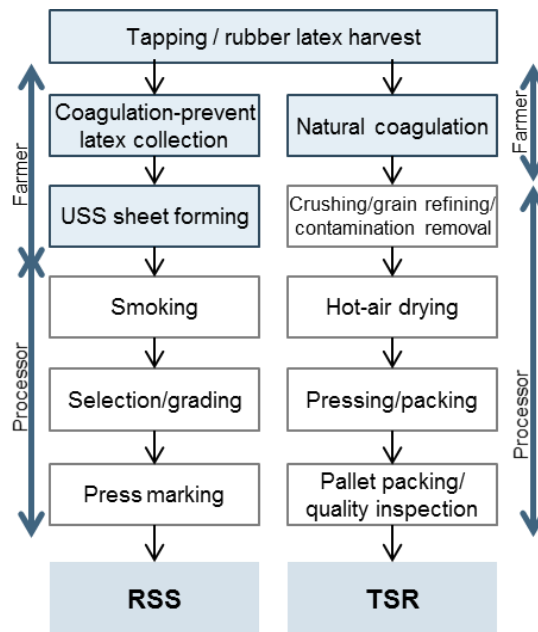 Tapping / rubber latex harvest
Coagulation-prevent
latex collection
Natural coagulation
Farmer
Farmer
USS sheet forming
Crushing/grain refining/
contamination removal
Smoking
Hot-air drying
Selection/grading
Pressing/packing
Processor
Processor
Press marking
Pallet packing/
quality inspection
RSS
TSR